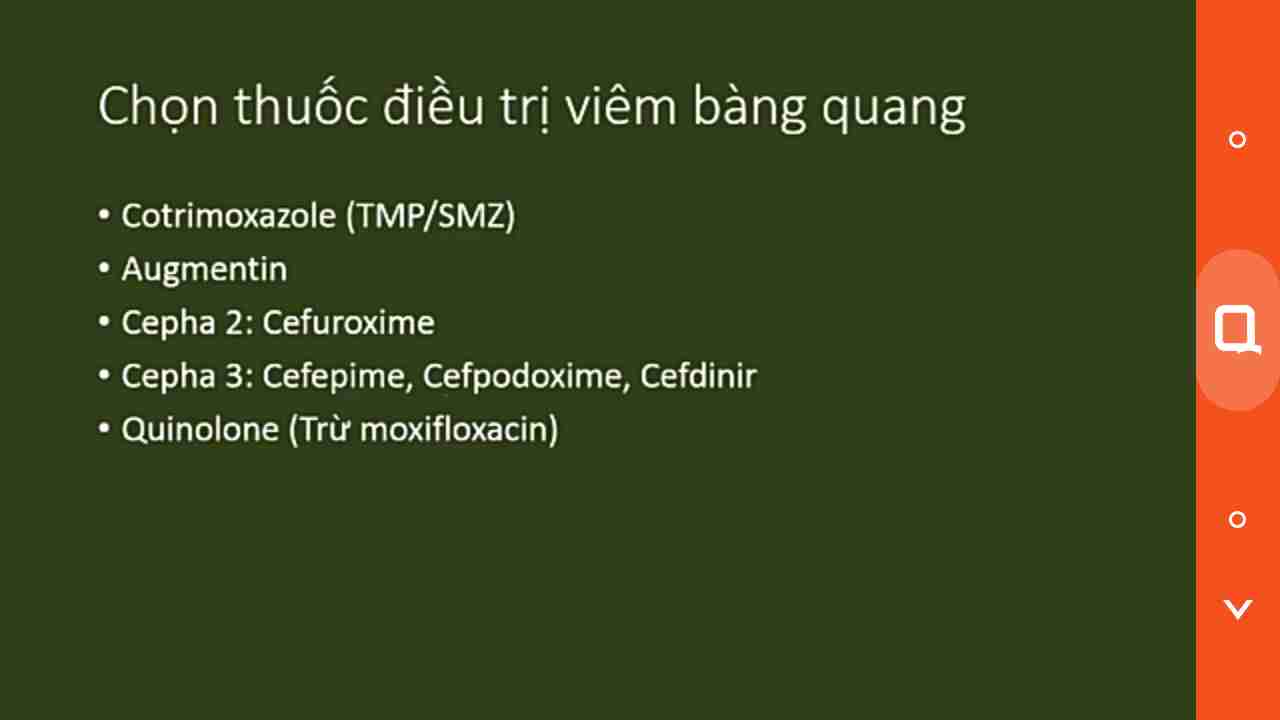 Chọn thuốc điều trị viêm bàng quang
• Cotrimoxazole (TMP/SMZ)
• Augmentin
• Cepha 2: Cefuroxime
• Cepha 3: Cefepime, Cefpodoxime, Cefdinir
• Quinolone (Trừ moxifloxacin)